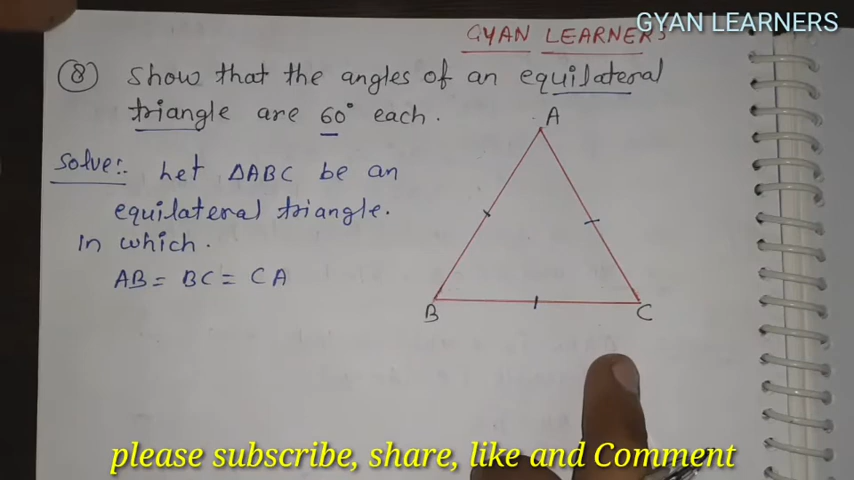 GYAN LEARNERS
GYAN LEARNERS
8 Show that the angles of an equilateral
triangle are 60° each.
Solve:. Let ΔABC be an
equilateral triangle.
In which.
AB = BC = CA
A
B
C
please subscribe, share, like and Comment